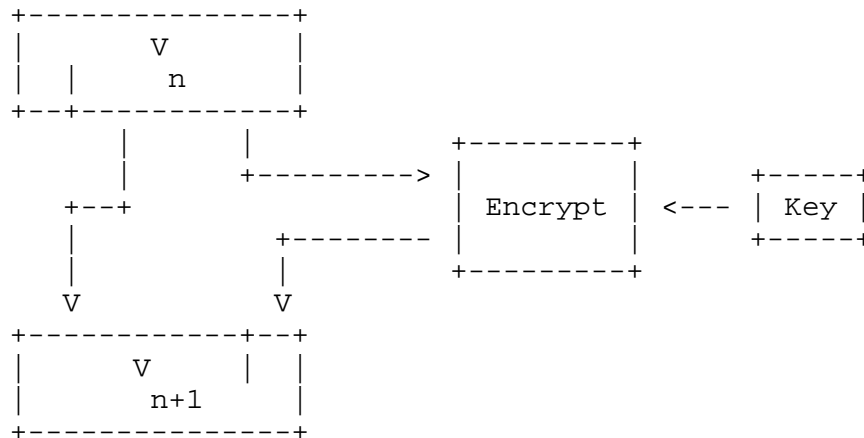 V
n
Encrypt <--- Key
V V
V
n+1